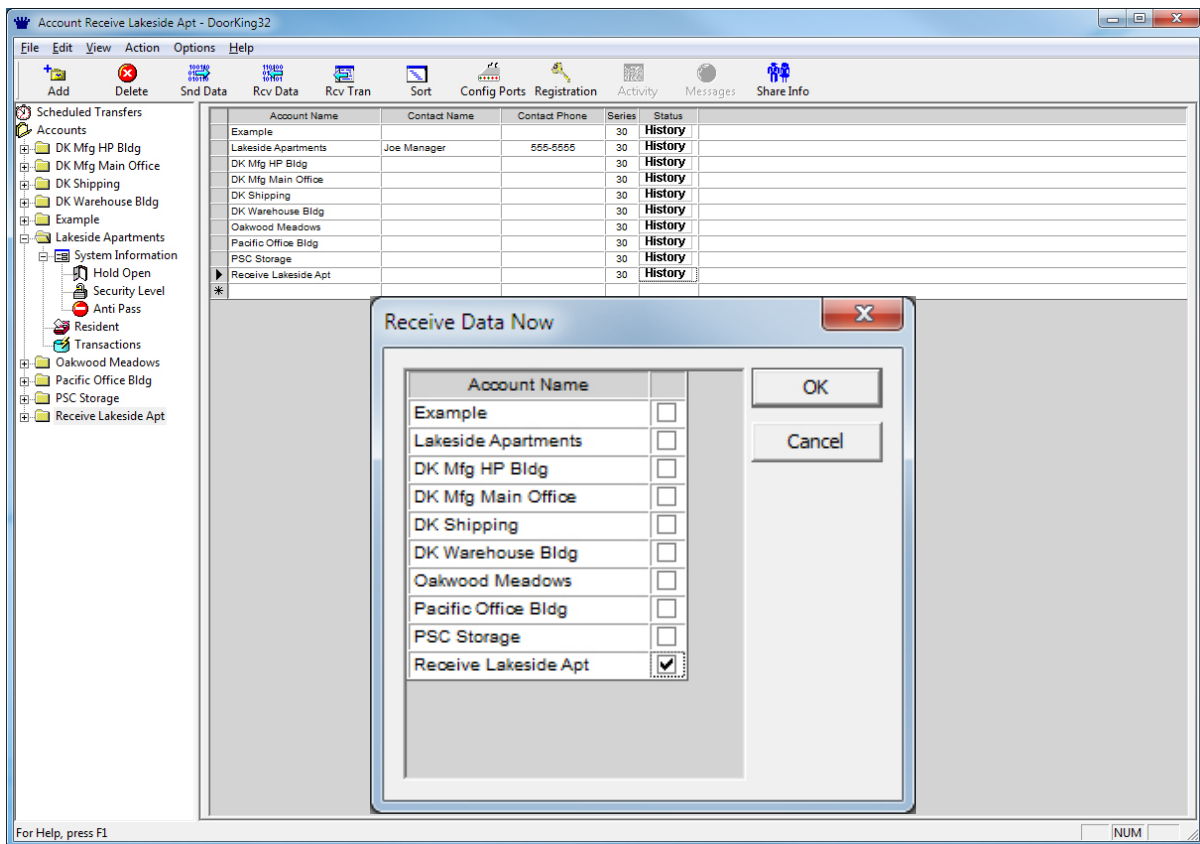 Account Receive Lakeside Apt - DoorKing32
File Edit View Action Options Help
Add Delete Snd Data Rcv Data Rcv Tran Sort Config Ports Registration Activity Messages Share Info
Scheduled Transfers
Accounts
DK Mfg HP Bldg
DK Mfg Main Office
DK Shipping
DK Warehouse Bldg
Example
Lakeside Apartments
System Information
Hold Open
Security Level
Anti Pass
Resident
Transactions
Oakwood Meadows
Pacific Office Bldg
PSC Storage
Receive Lakeside Apt
Account Name Contact Name Contact Phone Series Status
Example 30 History
Lakeside Apartments Joe Manager 555-5555 30 History
DK Mfg HP Bldg 30 History
DK Mfg Main Office 30 History
DK Shipping 30 History
DK Warehouse Bldg 30 History
Oakwood Meadows 30 History
Pacific Office Bldg 30 History
PSC Storage 30 History
Receive Lakeside Apt 30 History
Receive Data Now
Account Name
Example
Lakeside Apartments
DK Mfg HP Bldg
DK Mfg Main Office
DK Shipping
DK Warehouse Bldg
Oakwood Meadows
Pacific Office Bldg
PSC Storage
Receive Lakeside Apt
OK
Cancel
For Help, press F1
NUM